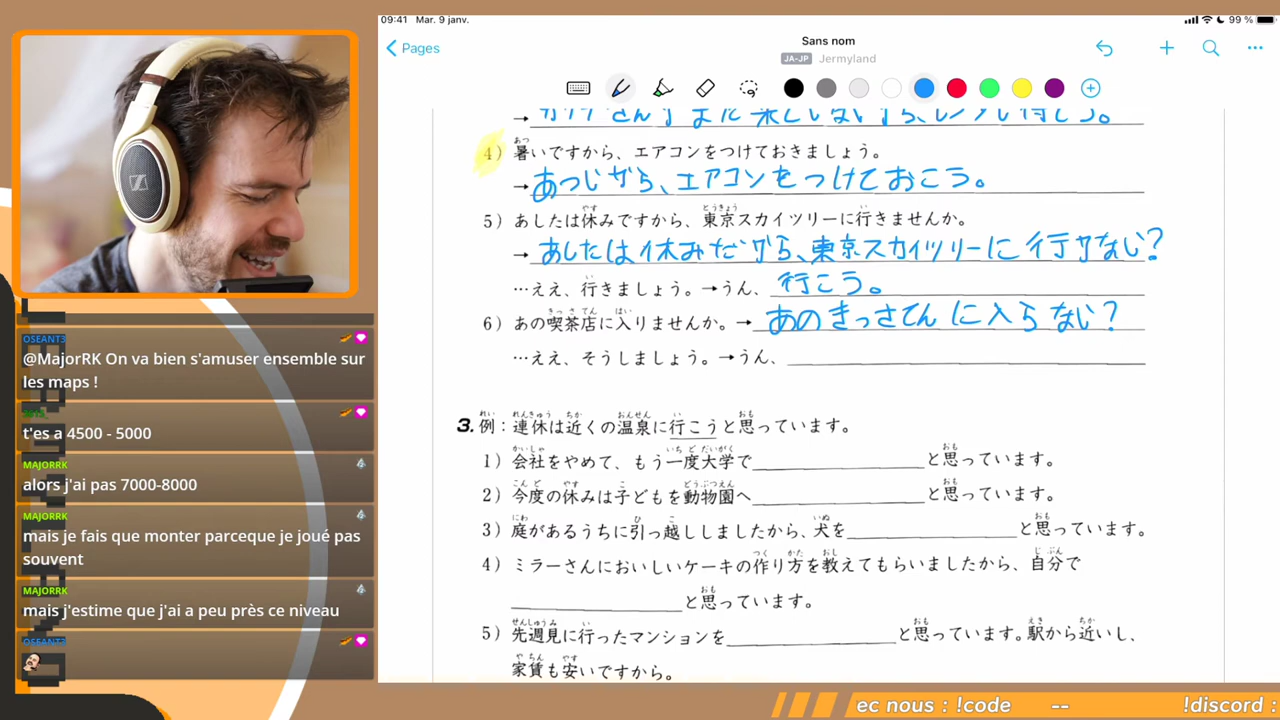 09:41 Mar. 9 janv.
99 %
Pages
Sans nom
JA-JP Jermyland
4) 暑いですから、エアコンをつけておきましょう。
→ あつじから、エアコンをつけておこう。
5) あしたは休みですから、東京スカイツリーに行きませんか。
→ あしたは休みだから、東京スカイツリーに行かない?
…ええ、行きましょう。→うん、行こう。
6) あの喫茶店に入りませんか。→ あのきっさてんに入らない?
…ええ、そうしましょう。→うん、
3. 例：連休は近くの温泉に行こうと思っています。
1) 会社をやめて、もう一度大学で と思っています。
2) 今度の休みは子どもを動物園へ と思っています。
3) 庭があるうちに引っ越ししましたから、犬を と思っています。
4) ミラーさんにおいしいケーキの作り方を教えてもらいましたから、自分で
と思っています。
5) 先週見に行ったマンションを と思っています。駅から近いし、
家賃も安いですから。
OSEANT3
@MajorRK On va bien s'amuser ensemble sur
les maps !
t'es a 4500 - 5000
MAJORRK
alors j'ai pas 7000-8000
MAJORRK
mais je fais que monter parceque je joué pas
souvent
MAJORRK
mais j'estime que j'ai a peu près ce niveau
OSEANT3
ec nous : !code -- !discord :